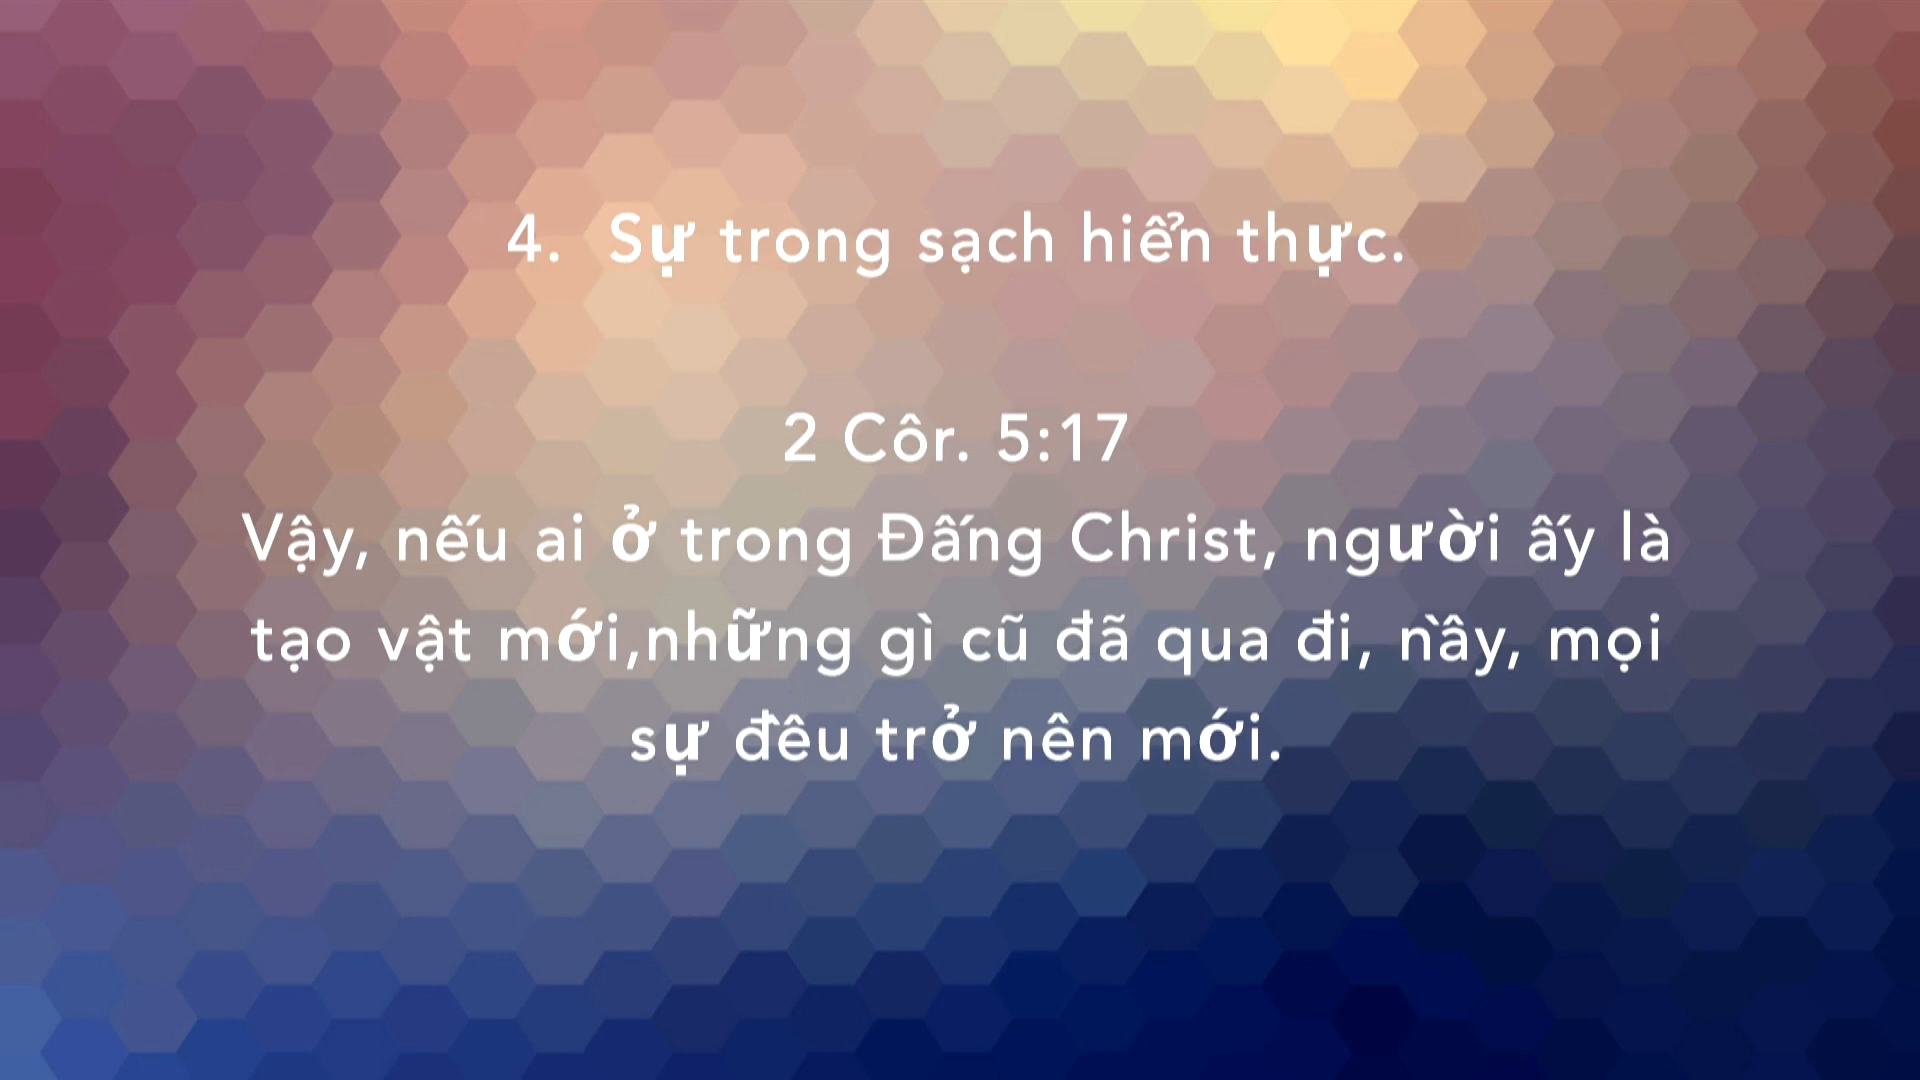 4. Sự trong sạch hiển thực.
2 Côr. 5:17
Vậy, nếu ai ở trong Đấng Christ, người ấy là
tạo vật mới,những gì cũ đã qua đi, nầy, mọi
sự đều trở nên mới.